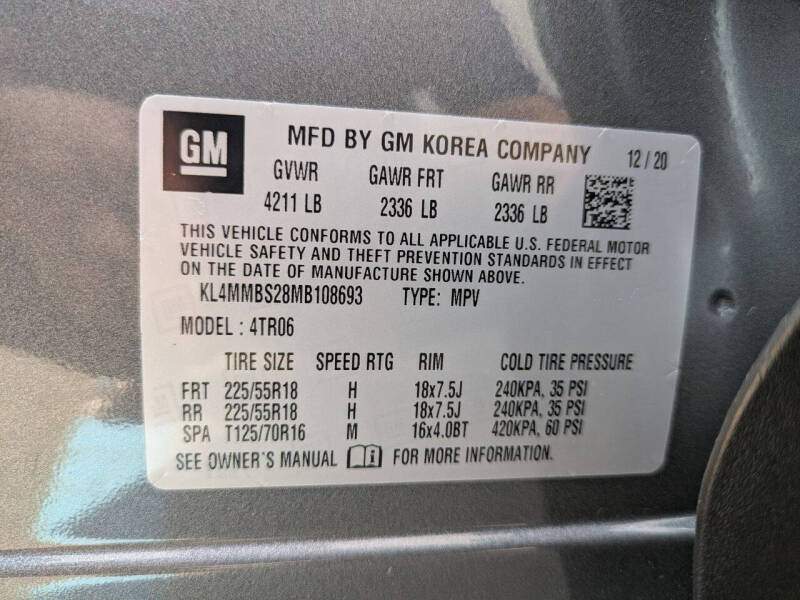 GM MFD BY GM KOREA COMPANY 12/20
GVWR GAWR FRT GAWR RR
4211 LB 2336 LB 2336 LB
THIS VEHICLE CONFORMS TO ALL APPLICABLE U.S. FEDERAL MOTOR
VEHICLE SAFETY AND THEFT PREVENTION STANDARDS IN EFFECT
ON THE DATE OF MANUFACTURE SHOWN ABOVE.
KL4MMBS28MB108693 TYPE: MPV
MODEL : 4TR06
TIRE SIZE SPEED RTG RIM COLD TIRE PRESSURE
FRT 225/55R18 H 18x7.5J 240KPA, 35 PSI
RR 225/55R18 H 18x7.5J 240KPA, 35 PSI
SPA T125/70R16 M 16x4.0BT 420KPA, 60 PSI
SEE OWNER'S MANUAL i FOR MORE INFORMATION.